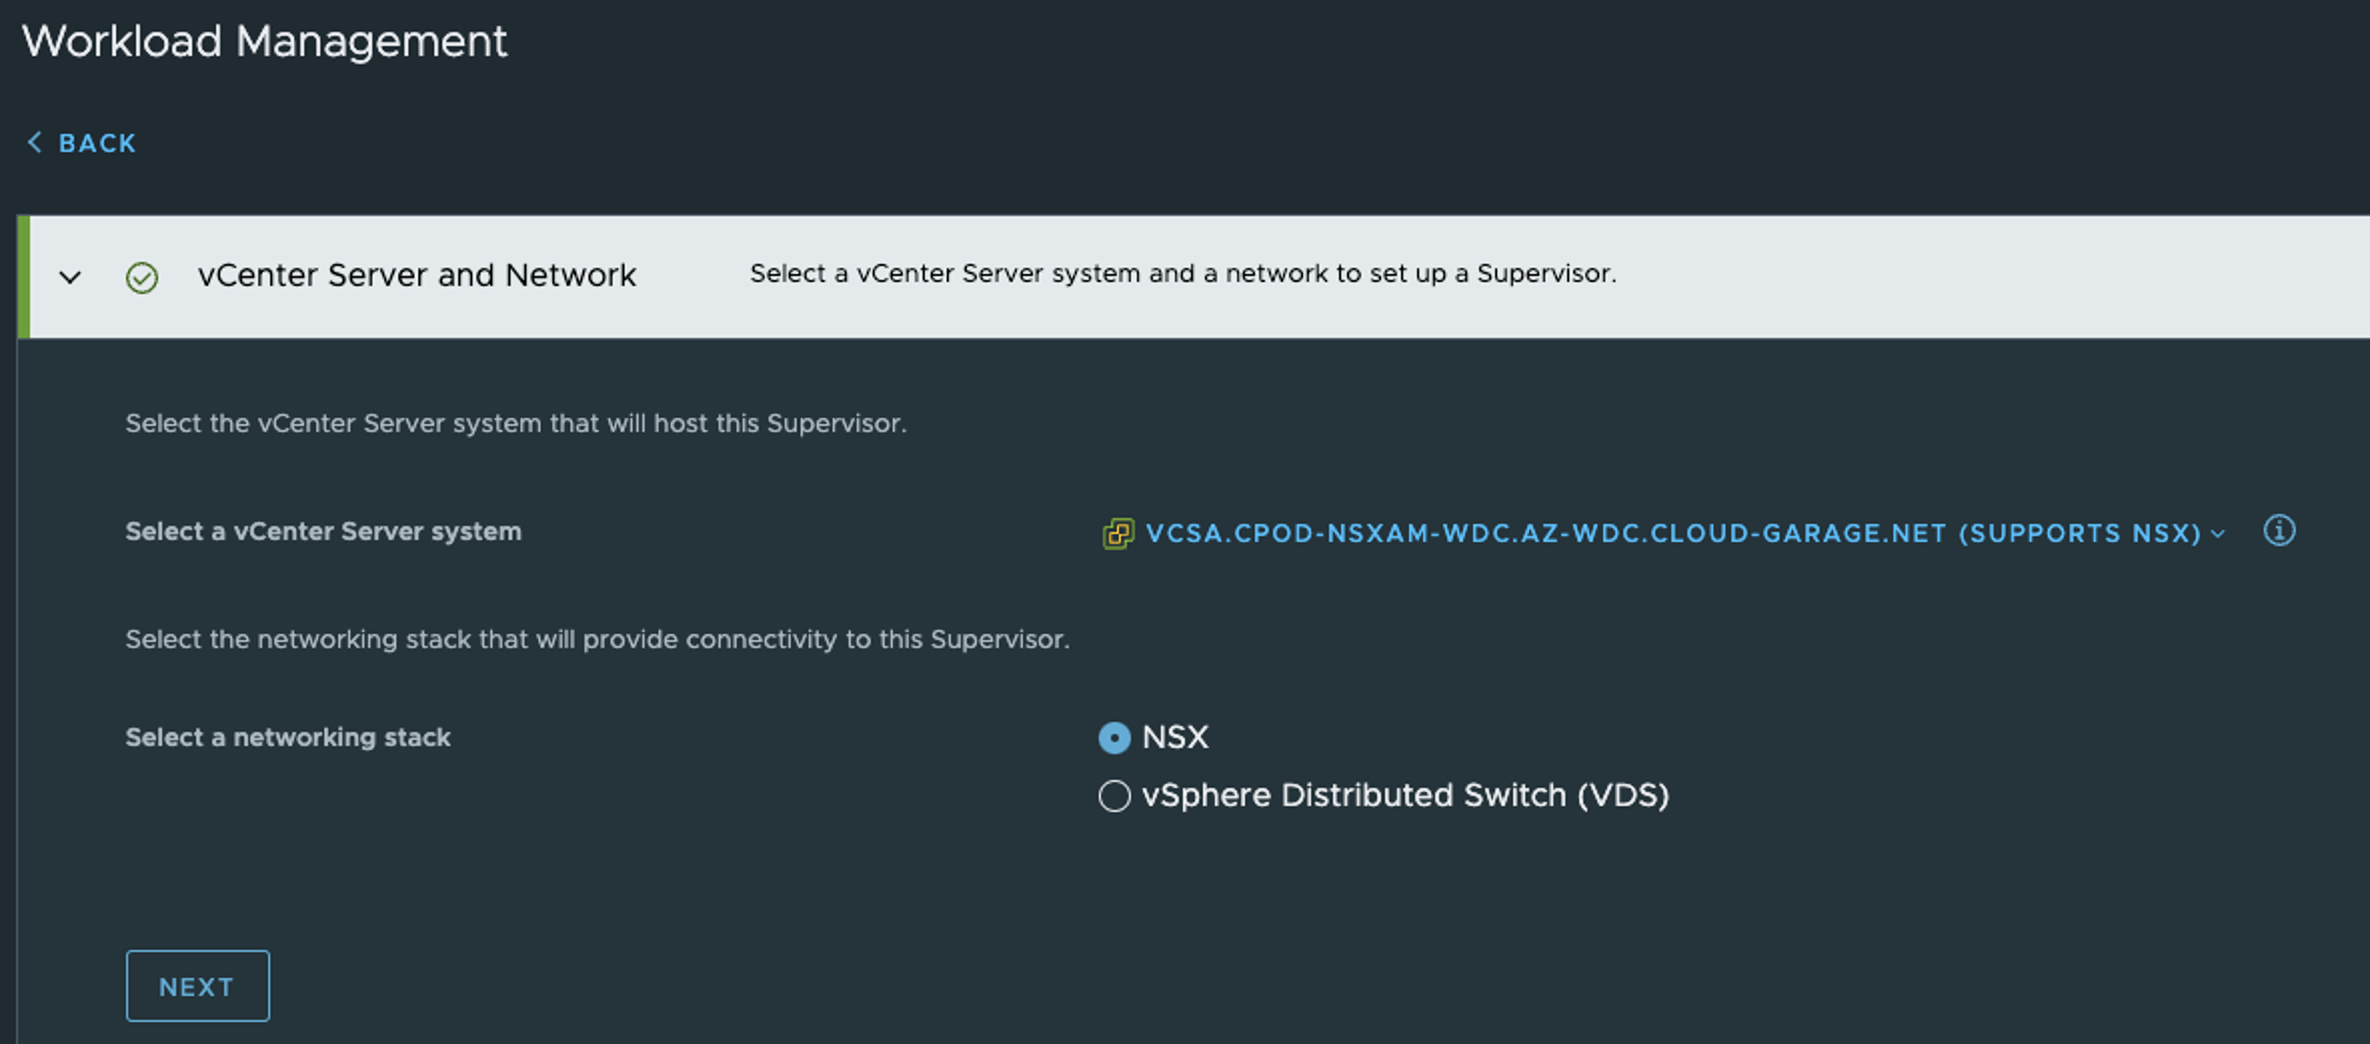 Workload Management
BACK
vCenter Server and Network
Select a vCenter Server system and a network to set up a Supervisor.
Select the vCenter Server system that will host this Supervisor.
Select a vCenter Server system
VCSA.CPOD-NSXAM-WDC.AZ-WDC.CLOUD-GARAGE.NET (SUPPORTS NSX)
Select the networking stack that will provide connectivity to this Supervisor.
Select a networking stack
NSX
vSphere Distributed Switch (VDS)
NEXT